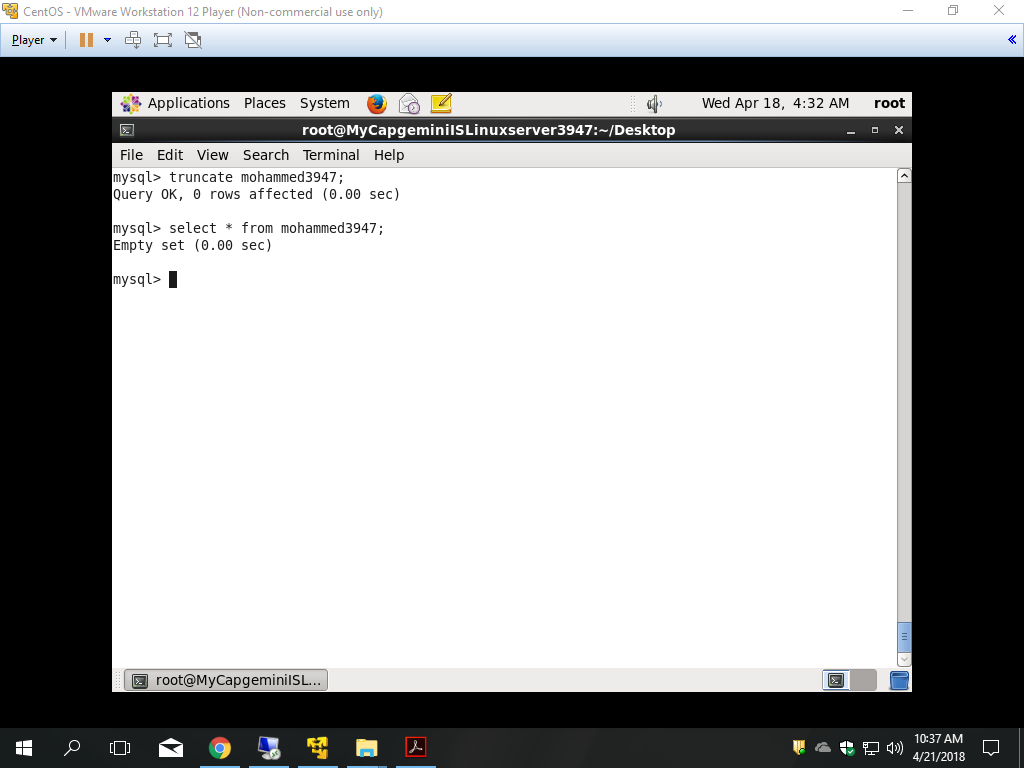 CentOS - VMware Workstation 12 Player (Non-commercial use only)
Player
Applications Places System Wed Apr 18, 4:32 AM root
root@MyCapgeminiISLinuxserver3947:~/Desktop
File Edit View Search Terminal Help
mysql> truncate mohammed3947;
Query OK, 0 rows affected (0.00 sec)
mysql> select * from mohammed3947;
Empty set (0.00 sec)
mysql>
root@MyCapgeminiISL...
10:37 AM
4/21/2018